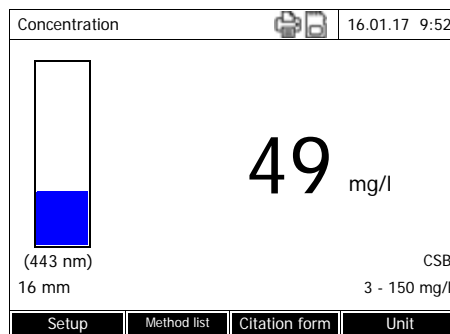 Concentration 16.01.17 9:52
49 mg/l
(443 nm) CSB
16 mm 3 - 150 mg/l
Setup Method list Citation form Unit